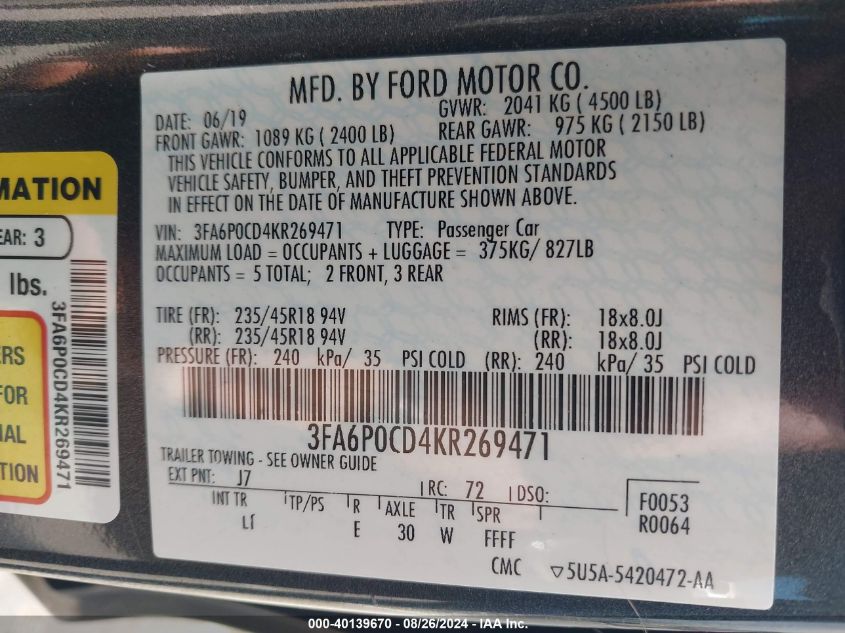 MFD. BY FORD MOTOR CO.
DATE: 06/19
GVWR: 2041 KG ( 4500 LB)
FRONT GAWR: 1089 KG ( 2400 LB)
REAR GAWR: 975 KG ( 2150 LB)
THIS VEHICLE CONFORMS TO ALL APPLICABLE FEDERAL MOTOR
VEHICLE SAFETY, BUMPER, AND THEFT PREVENTION STANDARDS
IN EFFECT ON THE DATE OF MANUFACTURE SHOWN ABOVE.
VIN: 3FA6P0CD4KR269471 TYPE: Passenger Car
MAXIMUM LOAD = OCCUPANTS + LUGGAGE = 375KG/ 827LB
OCCUPANTS = 5 TOTAL; 2 FRONT, 3 REAR
TIRE (FR): 235/45R18 94V RIMS (FR): 18x8.0J
(RR): 235/45R18 94V (RR): 18x8.0J
PRESSURE (FR): 240 kPa/ 35 PSI COLD (RR): 240 kPa/ 35 PSI COLD
3FA6P0CD4KR269471
TRAILER TOWING - SEE OWNER GUIDE
EXT PNT: J7 RC: 72 DSO:
F0053
R0064
INT TR TP/PS R AXLE TR SPR
E 30 W FFFF
CMC ▽5U5A-5420472-AA
MATION
EAR: 3
lbs.
3FA6P0CD4KR269471
ERS
FOR
NAL
TION
000-40139670 - 08/26/2024 - IAA Inc.